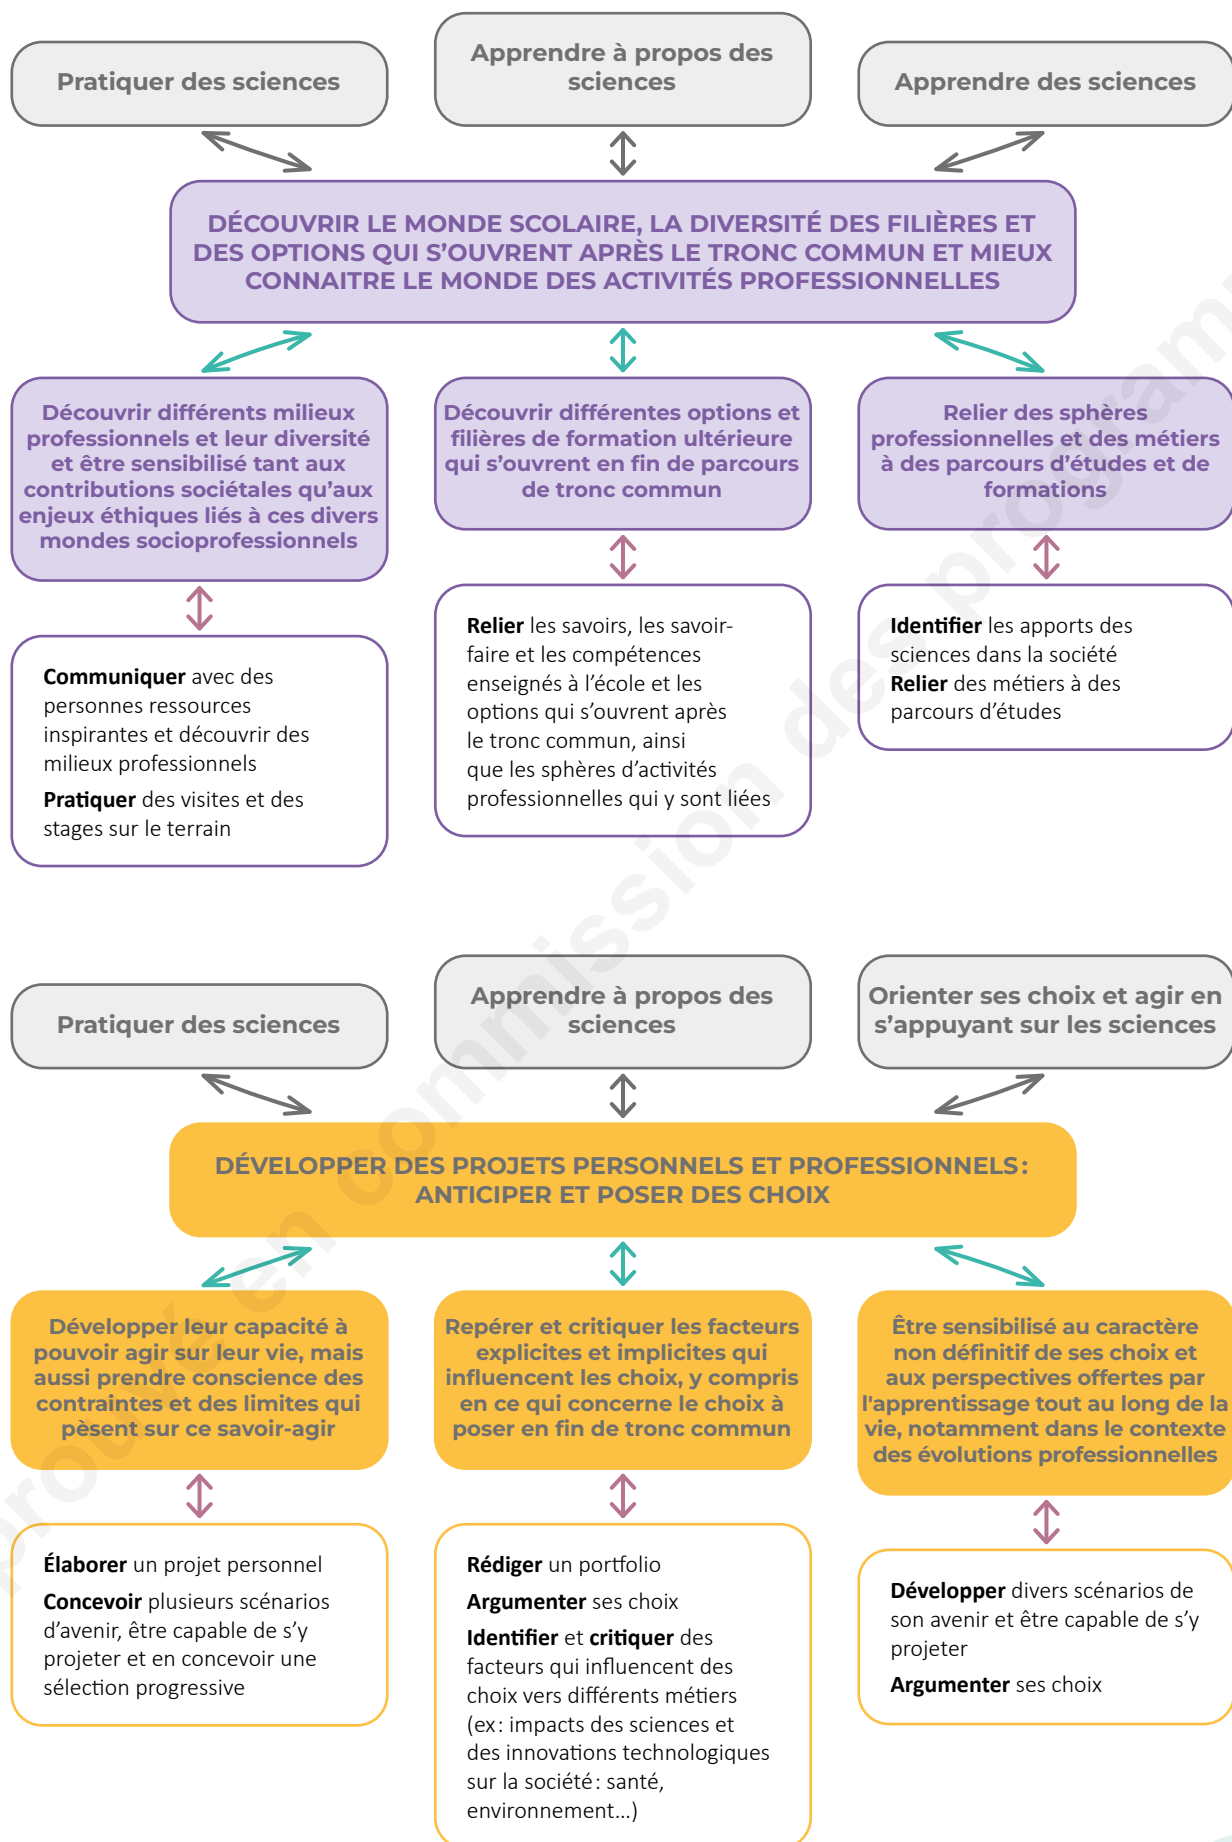 Pratiquer des sciences
Apprendre à propos des
sciences
Apprendre des sciences
DÉCOUVRIR LE MONDE SCOLAIRE, LA DIVERSITÉ DES FILIÈRES ET
DES OPTIONS QUI S’OUVRENT APRÈS LE TRONC COMMUN ET MIEUX
CONNAITRE LE MONDE DES ACTIVITÉS PROFESSIONNELLES
Découvrir différents milieux
professionnels et leur diversité
et être sensibilisé tant aux
contributions sociétales qu’aux
enjeux éthiques liés à ces divers
mondes socioprofessionnels
Découvrir différentes options et
filières de formation ultérieure
qui s’ouvrent en fin de parcours
de tronc commun
Relier des sphères
professionnelles et des métiers
à des parcours d’études et de
formations
Communiquer avec des
personnes ressources
inspirantes et découvrir des
milieux professionnels
Pratiquer des visites et des
stages sur le terrain
Relier les savoirs, les savoir-
faire et les compétences
enseignés à l’école et les
options qui s’ouvrent après
le tronc commun, ainsi
que les sphères d’activités
professionnelles qui y sont liées
Identifier les apports des
sciences dans la société
Relier des métiers à des
parcours d’études
Pratiquer des sciences
Apprendre à propos des
sciences
Orienter ses choix et agir en
s’appuyant sur les sciences
DÉVELOPPER DES PROJETS PERSONNELS ET PROFESSIONNELS :
ANTICIPER ET POSER DES CHOIX
Développer leur capacité à
pouvoir agir sur leur vie, mais
aussi prendre conscience des
contraintes et des limites qui
pèsent sur ce savoir-agir
Repérer et critiquer les facteurs
explicites et implicites qui
influencent les choix, y compris
en ce qui concerne le choix à
poser en fin de tronc commun
Être sensibilisé au caractère
non définitif de ses choix et
aux perspectives offertes par
l'apprentissage tout au long de la
vie, notamment dans le contexte
des évolutions professionnelles
Élaborer un projet personnel
Concevoir plusieurs scénarios
d’avenir, être capable de s’y
projeter et en concevoir une
sélection progressive
Rédiger un portfolio
Argumenter ses choix
Identifier et critiquer des
facteurs qui influencent des
choix vers différents métiers
(ex : impacts des sciences et
des innovations technologiques
sur la société : santé,
environnement…)
Développer divers scénarios de
son avenir et être capable de s’y
projeter
Argumenter ses choix
en commission des